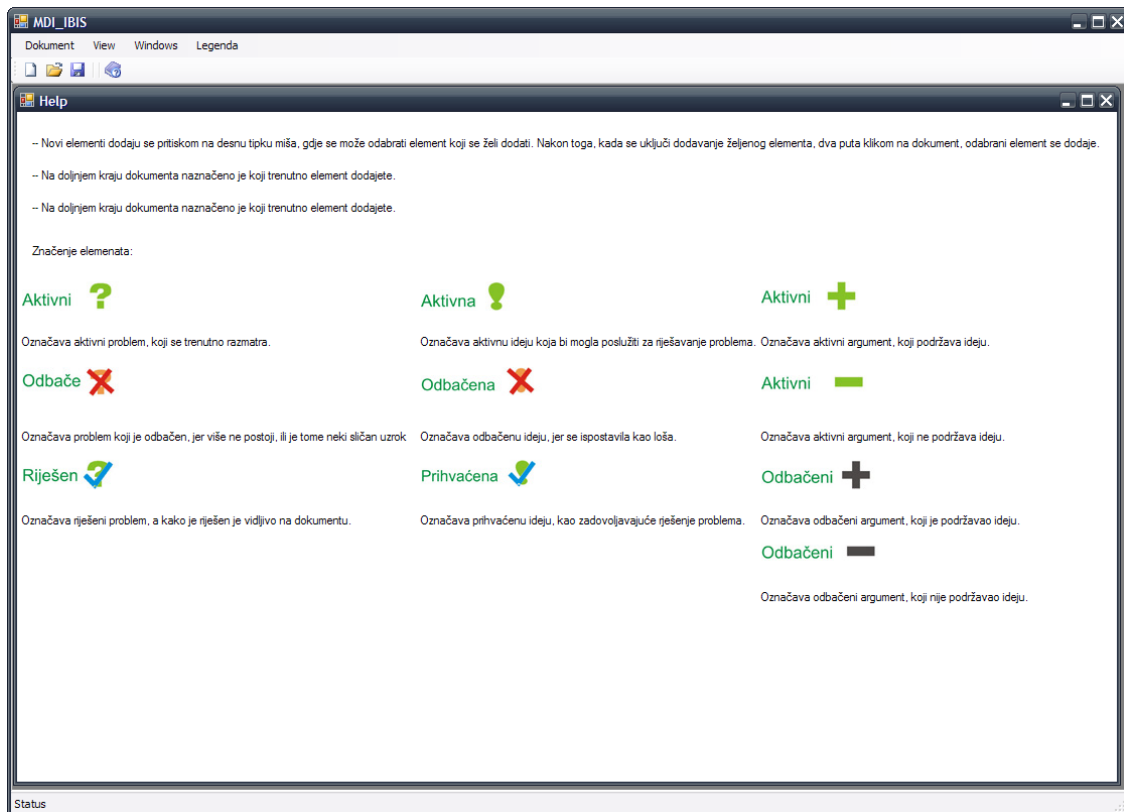 MDI_IBIS
Dokument View Windows Legenda
Help
-- Novi elementi dodaju se pritiskom na desnu tipku miša, gdje se može odabrati element koji se želi dodati. Nakon toga, kada se uključi dodavanje željenog elementa, dva puta klikom na dokument, odabrani element se dodaje.
-- Na doljnjem kraju dokumenta naznačeno je koji trenutno element dodajete.
-- Na doljnjem kraju dokumenta naznačeno je koji trenutno element dodajete.
Značenje elemenata:
Aktivni Aktivna Aktivni
Označava aktivni problem, koji se trenutno razmatra. Označava aktivnu ideju koja bi mogla poslužiti za riješavanje problema. Označava aktivni argument, koji podržava ideju.
Odbače Odbačena Aktivni
Označava problem koji je odbačen, jer više ne postoji, ili je tome neki sličan uzrok Označava odbačenu ideju, jer se ispostavila kao loša. Označava aktivni argument, koji ne podržava ideju.
Riješen Prihvaćena Odbačeni
Označava riješeni problem, a kako je riješen je vidljivo na dokumentu. Označava prihvaćenu ideju, kao zadovoljavajuće rješenje problema. Označava odbačeni argument, koji je podržavao ideju.
Odbačeni
Označava odbačeni argument, koji nije podržavao ideju.
Status